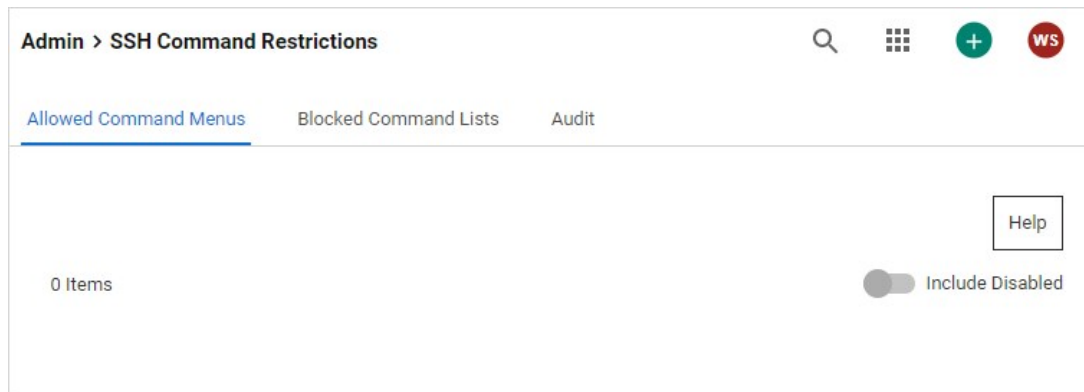 Admin > SSH Command Restrictions
+
WS
Allowed Command Menus
Blocked Command Lists
Audit
Help
0 Items
Include Disabled